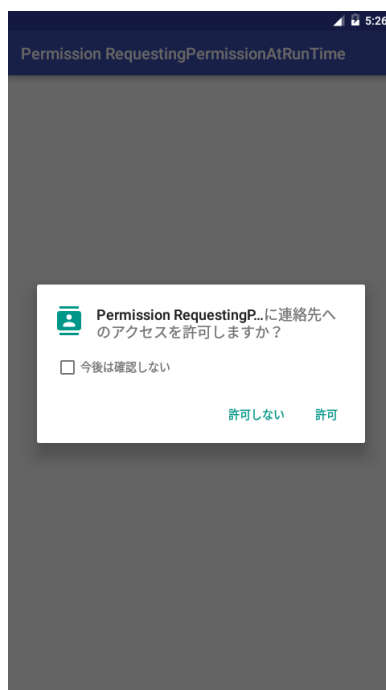 5:26
Permission RequestingPermissionAtRunTime
Permission RequestingP...に連絡先へ
のアクセスを許可しますか？
今後は確認しない
許可しない 許可